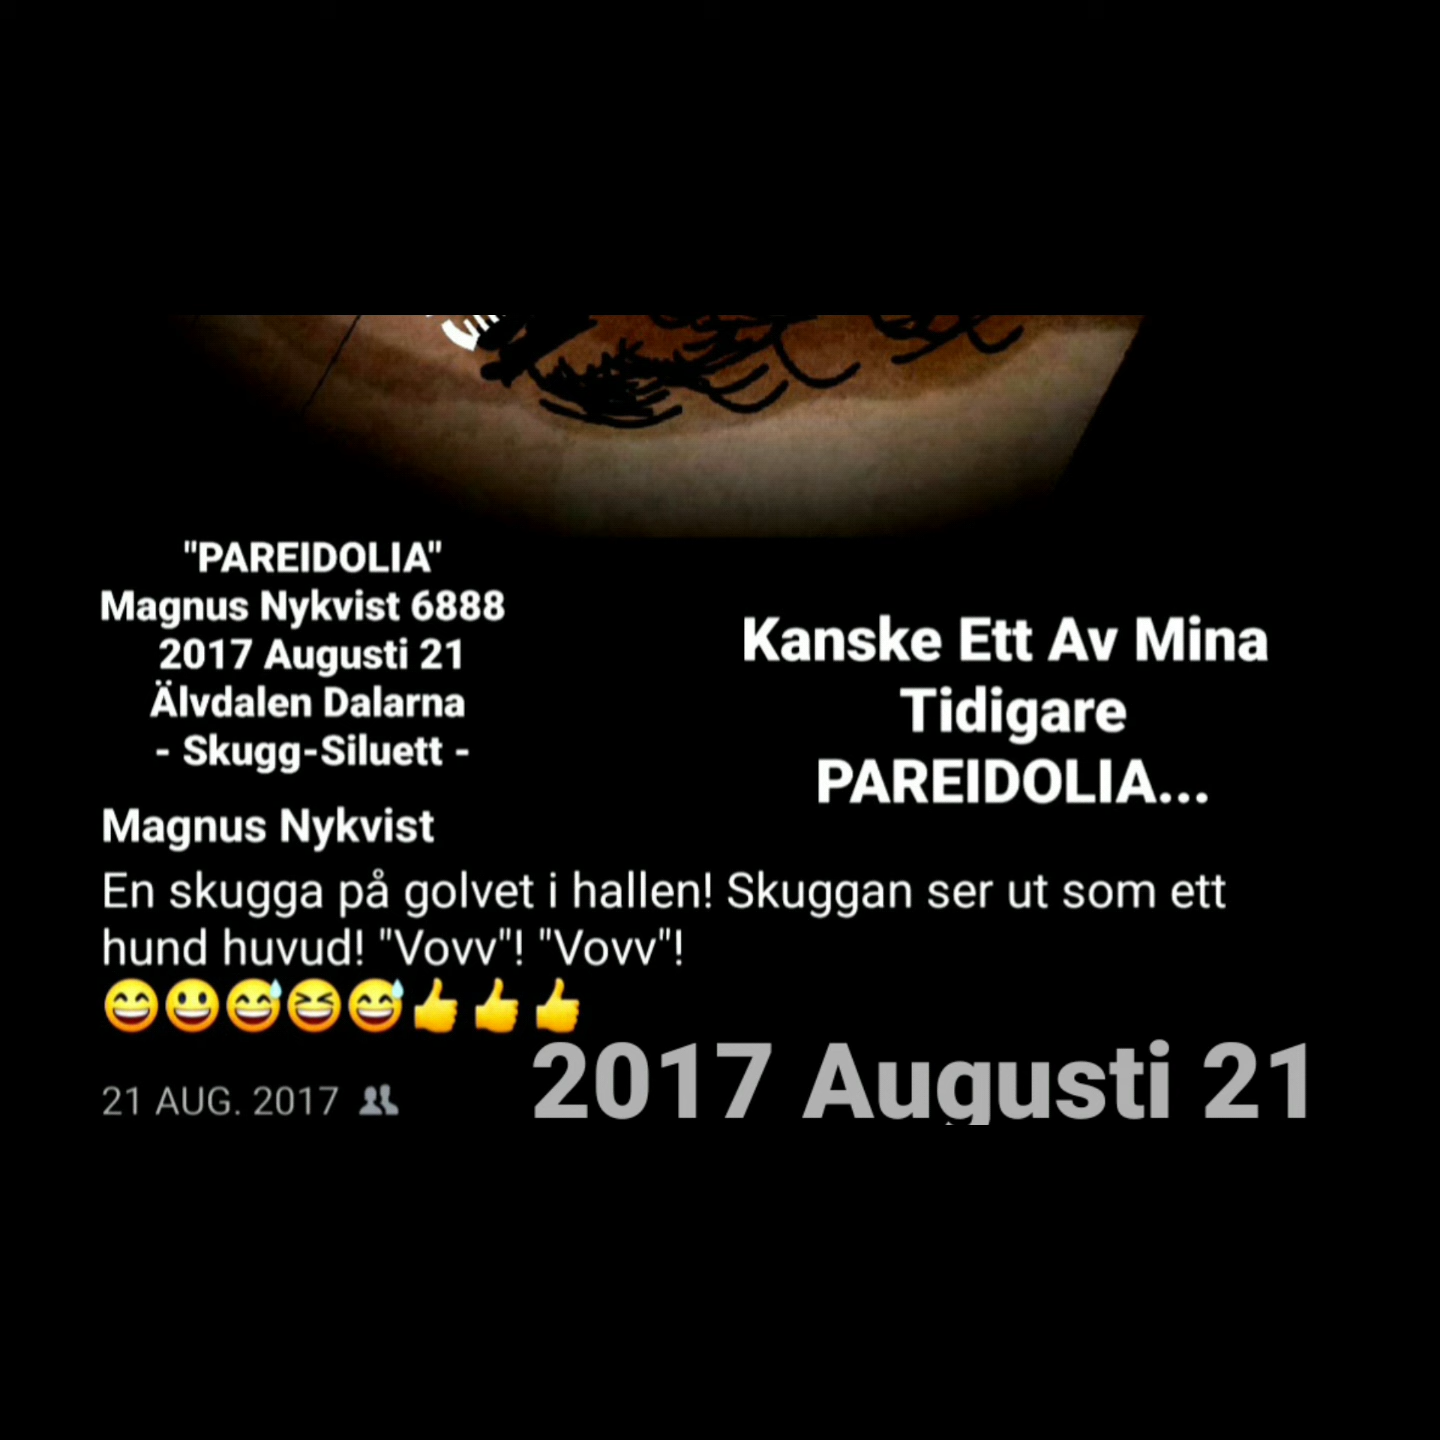 "PAREIDOLIA"
Magnus Nykvist 6888
2017 Augusti 21
Älvdalen Dalarna
- Skugg-Siluett -
Kanske Ett Av Mina
Tidigare
PAREIDOLIA...
Magnus Nykvist
En skugga på golvet i hallen! Skuggan ser ut som ett
hund huvud! "Vovv"! "Vovv"!
😄😃😅😆😅👍👍👍
21 AUG. 2017
2017 Augusti 21